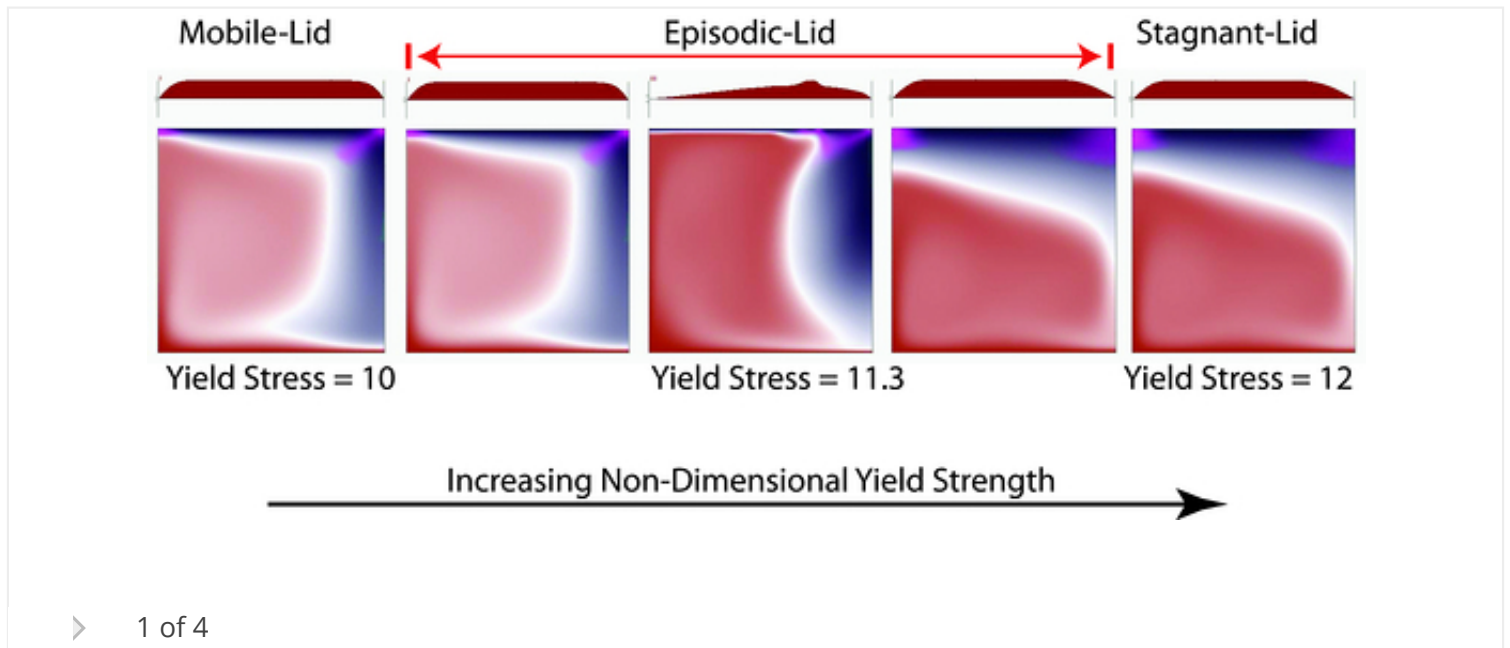 Mobile-Lid
Episodic-Lid
Stagnant-Lid
Yield Stress = 10
Yield Stress = 11.3
Yield Stress = 12
Increasing Non-Dimensional Yield Strength
1 of 4